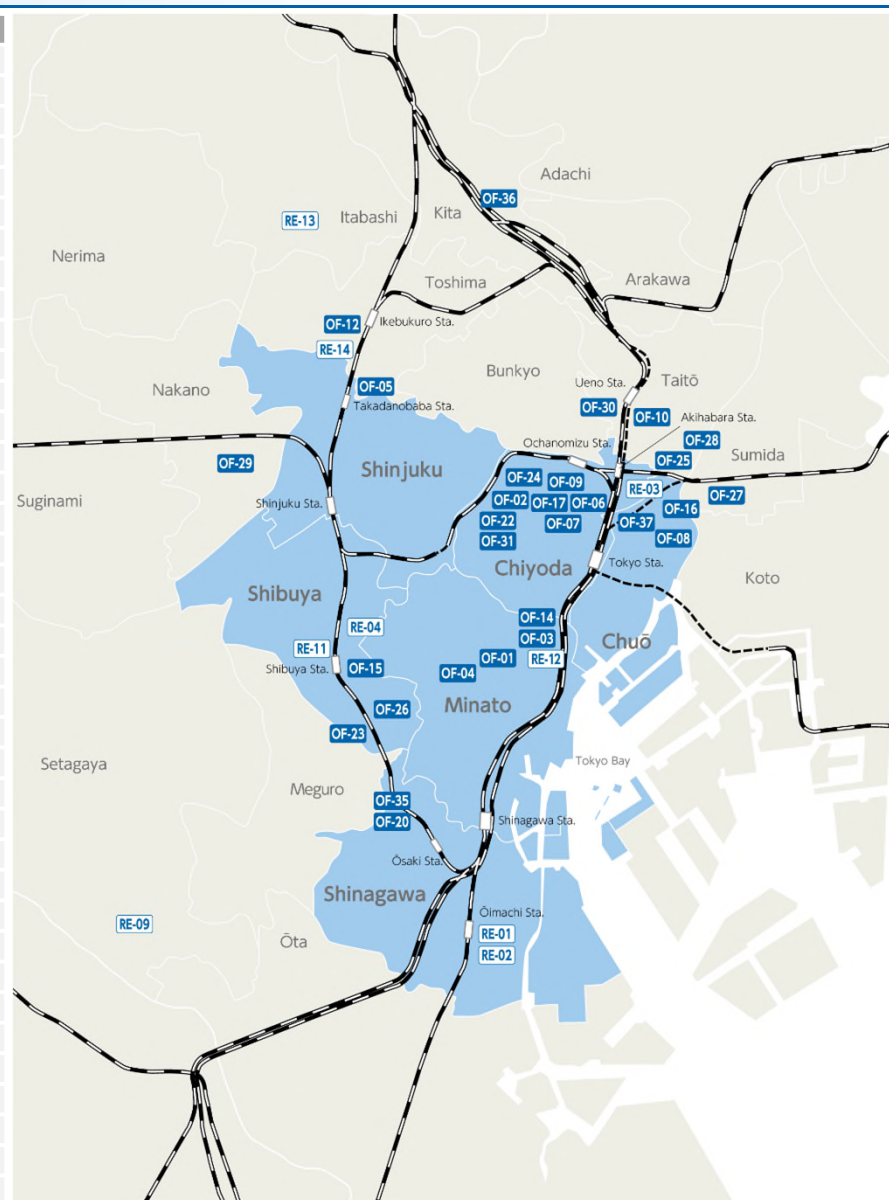 Adachi
OF-36
Kita
Itabashi
RE-13
Nerima
Toshima
Arakawa
OF-12
Ikebukuro Sta.
RE-14
Bunkyo
Taitō
Ueno Sta.
Nakano
OF-05
Takadanobaba Sta.
OF-30
OF-10
Akihabara Sta.
Ochanomizu Sta.
OF-28
Sumida
OF-29
Shinjuku
OF-25
OF-24
OF-09
RE-03
OF-27
Suginami
Shinjuku Sta.
OF-02
OF-17
OF-06
OF-16
OF-22
OF-07
OF-37
OF-31
OF-08
Tokyo Sta.
Chiyoda
Koto
Shibuya
OF-14
RE-04
OF-03
Chuō
RE-11
OF-01
RE-12
Shibuya Sta.
OF-15
OF-04
Minato
OF-26
OF-23
Setagaya
Tokyo Bay
Meguro
OF-35
OF-20
Shinagawa Sta.
Ōsaki Sta.
Shinagawa
Ōimachi Sta.
RE-09
Ōta
RE-01
RE-02